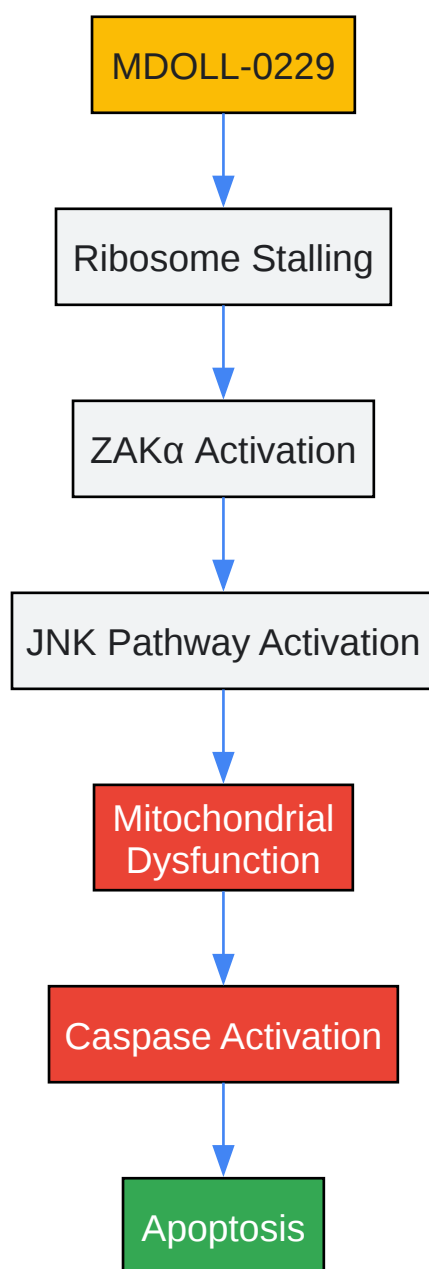 MDOLL-0229
Ribosome Stalling
ZAKα Activation
JNK Pathway Activation
Mitochondrial
Dysfunction
Caspase Activation
Apoptosis